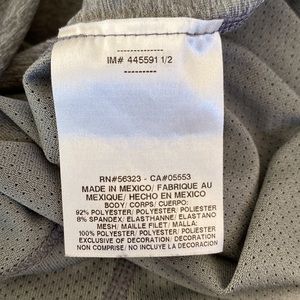 ----------
IM# 445591 1/2
----------
RN#56323 - CA#05553
MADE IN MEXICO/ FABRIQUE AU
MEXIQUE/ HECHO EN MEXICO
BODY/ CORPS/ CUERPO:
92% POLYESTER/ POLYESTER/ POLIESTER
8% SPANDEX/ ELASTHANNE/ ELASTANO
MESH/ MAILLE FILET/ MALLA:
100% POLYESTER/ POLYESTER/ POLIESTER
EXCLUSIVE OF DECORATION/ DECORATION
NON COMPRISE/ NO INCLUYE LA DECORACION